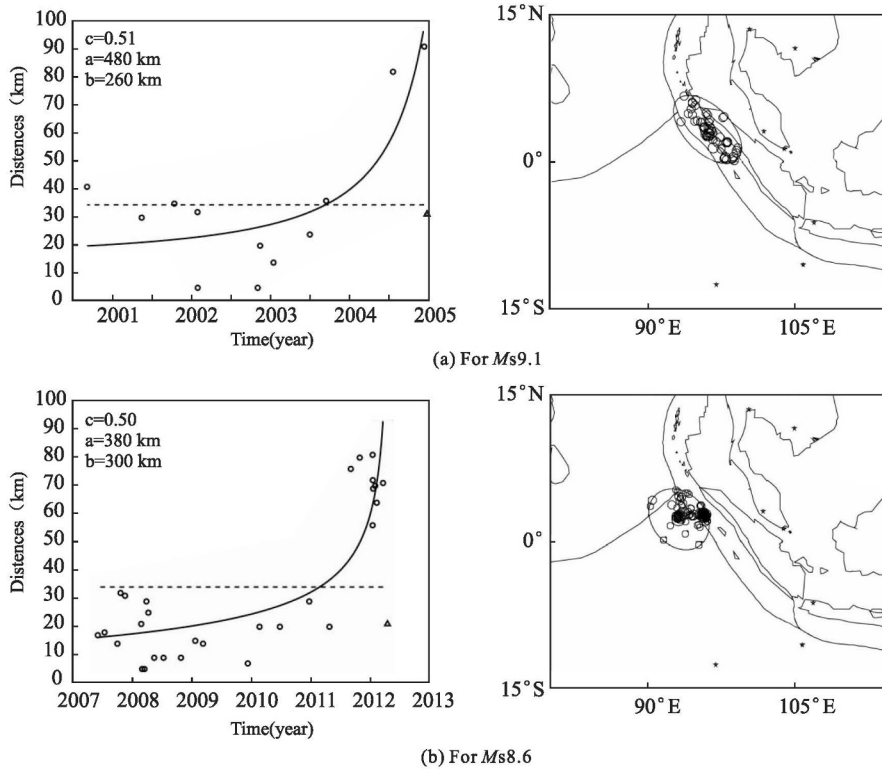 100
90
80
70
60
50
40
30
20
10
0
Distences (km)
c=0.51
a=480 km
b=260 km
2001 2002 2003 2004 2005
Time(year)
15°N
0°
15°S
90°E 105°E
(a) For Ms9.1
100
90
80
70
60
50
40
30
20
10
0
Distences (km)
c=0.50
a=380 km
b=300 km
2007 2008 2009 2010 2011 2012 2013
Time(year)
15°N
0°
15°S
90°E 105°E
(b) For Ms8.6